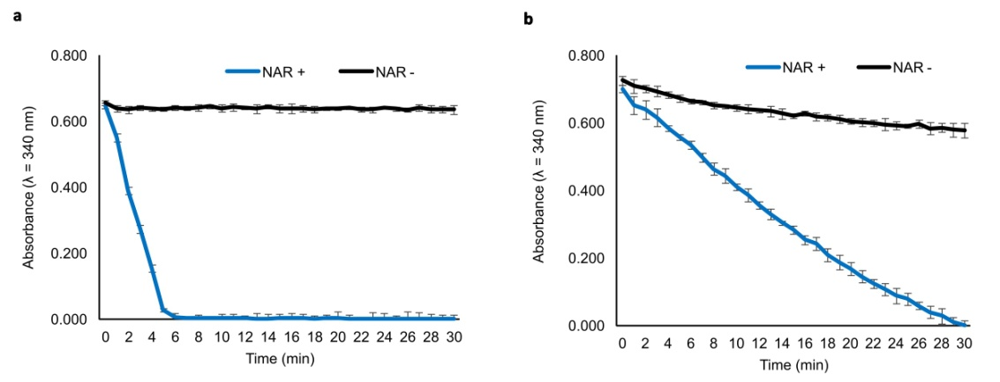 a
0.800
0.600
0.400
0.200
0.000
Absorbance (λ = 340 nm)
NAR +
NAR -
0 2 4 6 8 10 12 14 16 18 20 22 24 26 28 30
Time (min)
b
0.800
0.600
0.400
0.200
0.000
Absorbance (λ = 340 nm)
NAR +
NAR -
0 2 4 6 8 10 12 14 16 18 20 22 24 26 28 30
Time (min)